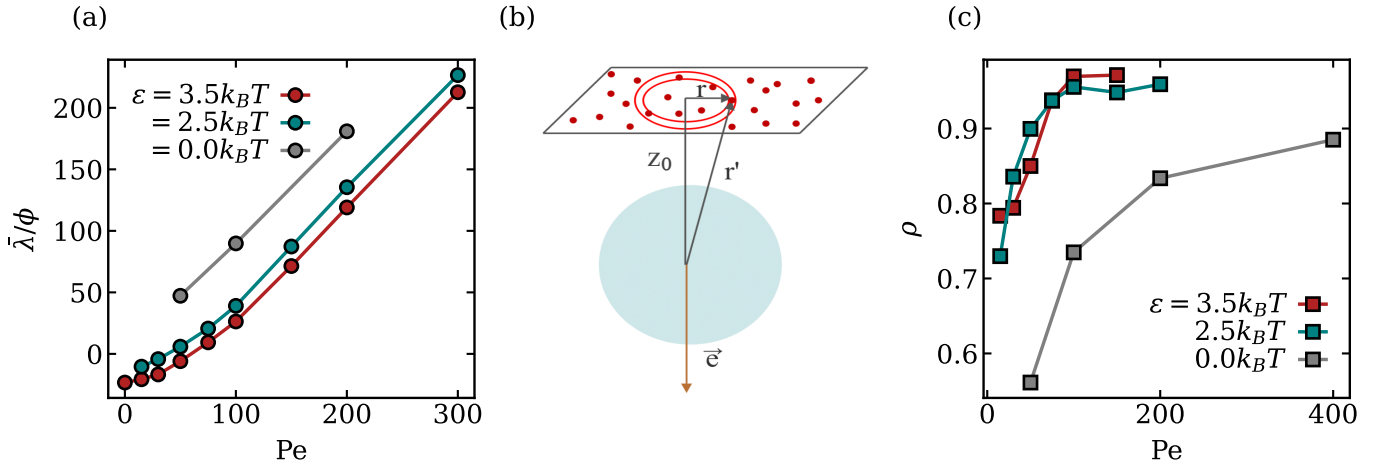 (a)
(b)
(c)
ε = 3.5k_BT
= 2.5k_BT
= 0.0k_BT
200
150
100
50
0
λ̄/ϕ
0
100
200
300
Pe
r
z₀
r'
e⃗
0.9
0.8
0.7
0.6
ρ
ε = 3.5k_BT
2.5k_BT
0.0k_BT
0
200
400
Pe